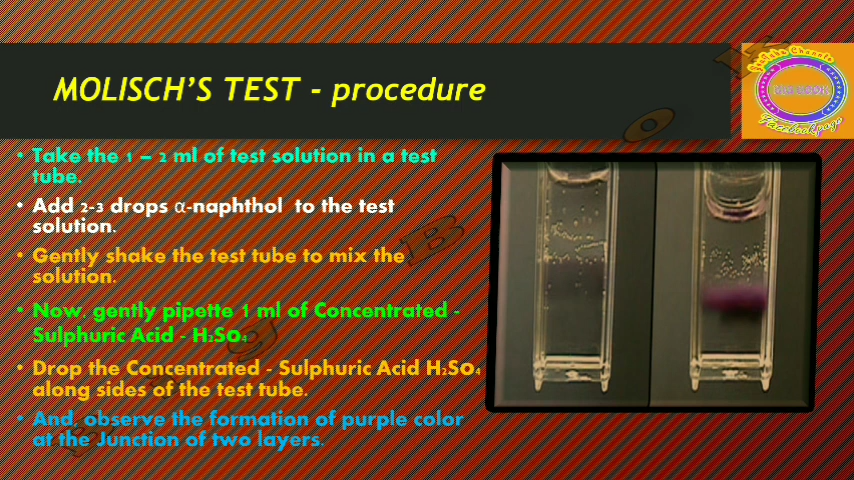 MOLISCH'S TEST - procedure
• Take the 1 – 2 ml of test solution in a test
tube.
• Add 2-3 drops α-naphthol to the test
solution.
• Gently shake the test tube to mix the
solution.
• Now, gently pipette 1 ml of Concentrated -
Sulphuric Acid - H₂So₄
• Drop the Concentrated - Sulphuric Acid H₂So₄
along sides of the test tube.
• And, observe the formation of purple color
at the Junction of two layers.
Facebook page